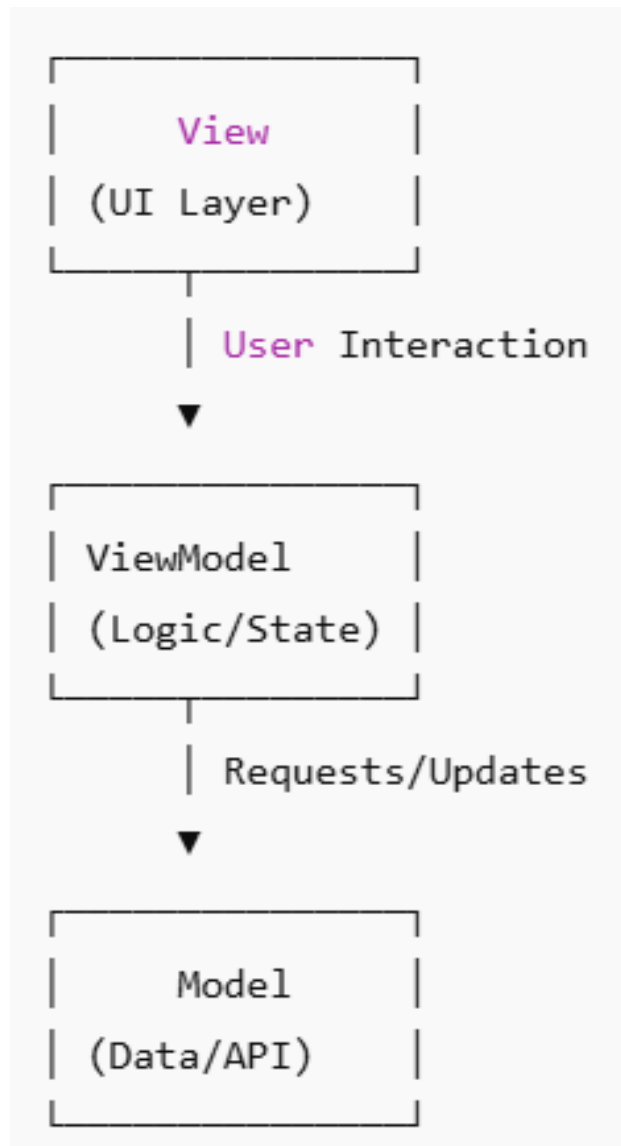 View
(UI Layer)
User Interaction
ViewModel
(Logic/State)
Requests/Updates
Model
(Data/API)